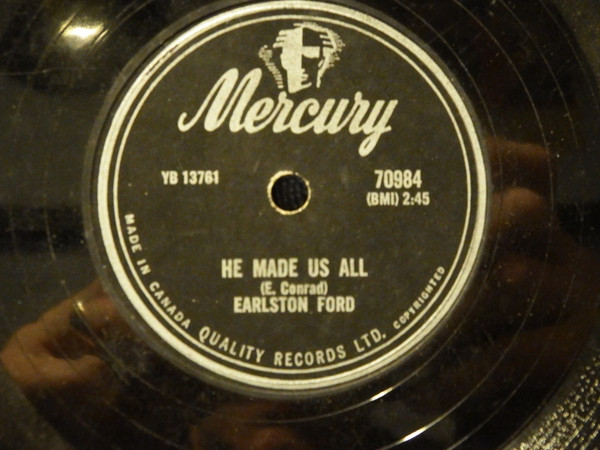 Mercury
YB 13761
70984
(BMI) 2:45
HE MADE US ALL
(E. Conrad)
EARLSTON FORD
MADE IN CANADA QUALITY RECORDS LTD. COPYRIGHTED